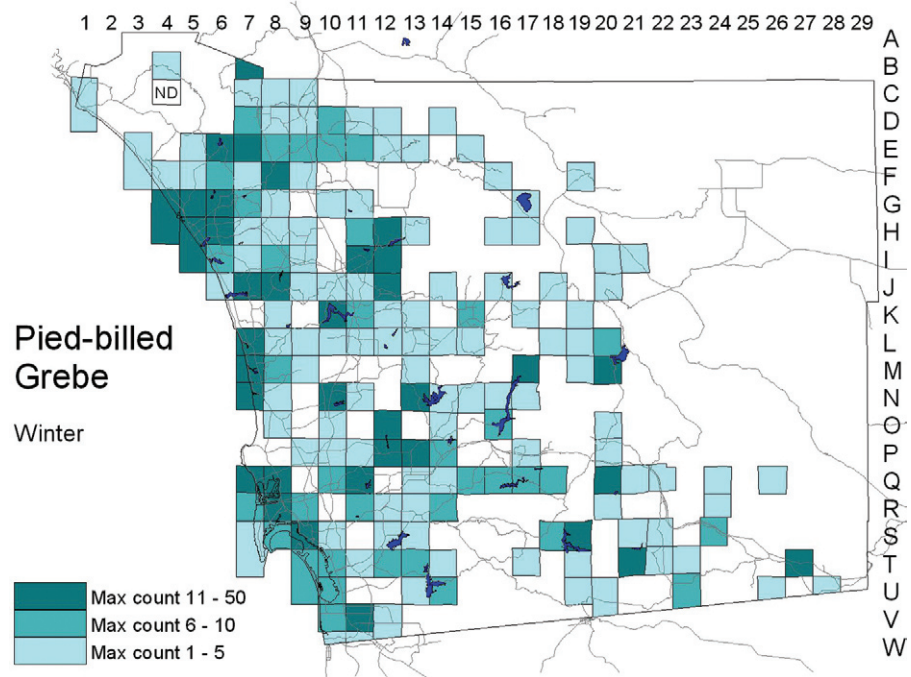 1 2 3 4 5 6 7 8 9 10 11 12 13 14 15 16 17 18 19 20 21 22 23 24 25 26 27 28 29
A
B
C
ND
D
E
F
G
H
I
J
K
L
M
N
O
P
Q
R
S
T
U
V
W
Pied-billed
Grebe
Winter
Max count 11 - 50
Max count 6 - 10
Max count 1 - 5